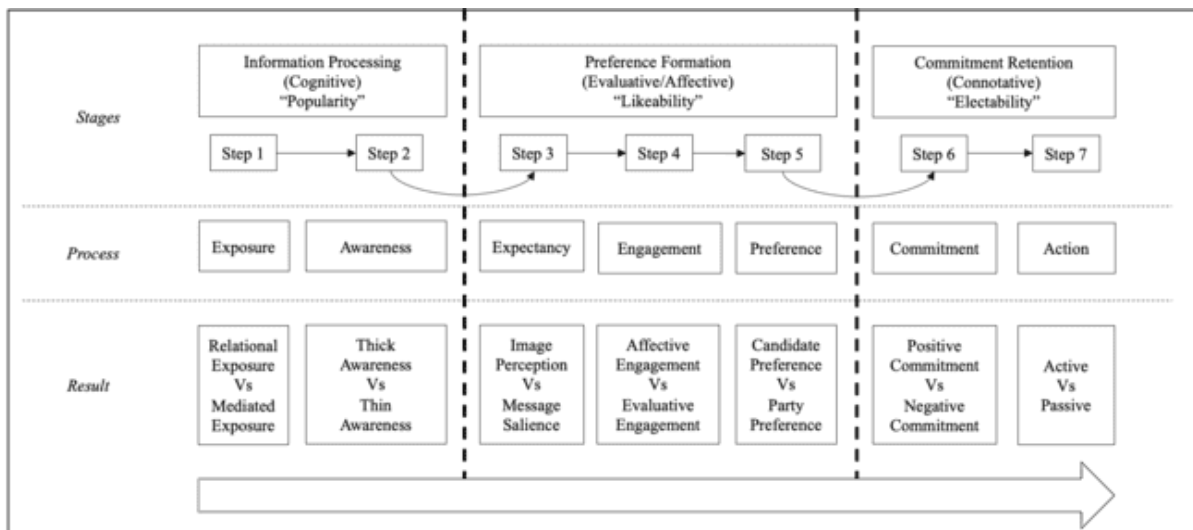 Information Processing
(Cognitive)
“Popularity”
Preference Formation
(Evaluative/Affective)
“Likeability”
Commitment Retention
(Connotative)
“Electability”
Stages
Step 1
Step 2
Step 3
Step 4
Step 5
Step 6
Step 7
Process
Exposure
Awareness
Expectancy
Engagement
Preference
Commitment
Action
Result
Relational
Exposure
Vs
Mediated
Exposure
Thick
Awareness
Vs
Thin
Awareness
Image
Perception
Vs
Message
Salience
Affective
Engagement
Vs
Evaluative
Engagement
Candidate
Preference
Vs
Party
Preference
Positive
Commitment
Vs
Negative
Commitment
Active
Vs
Passive